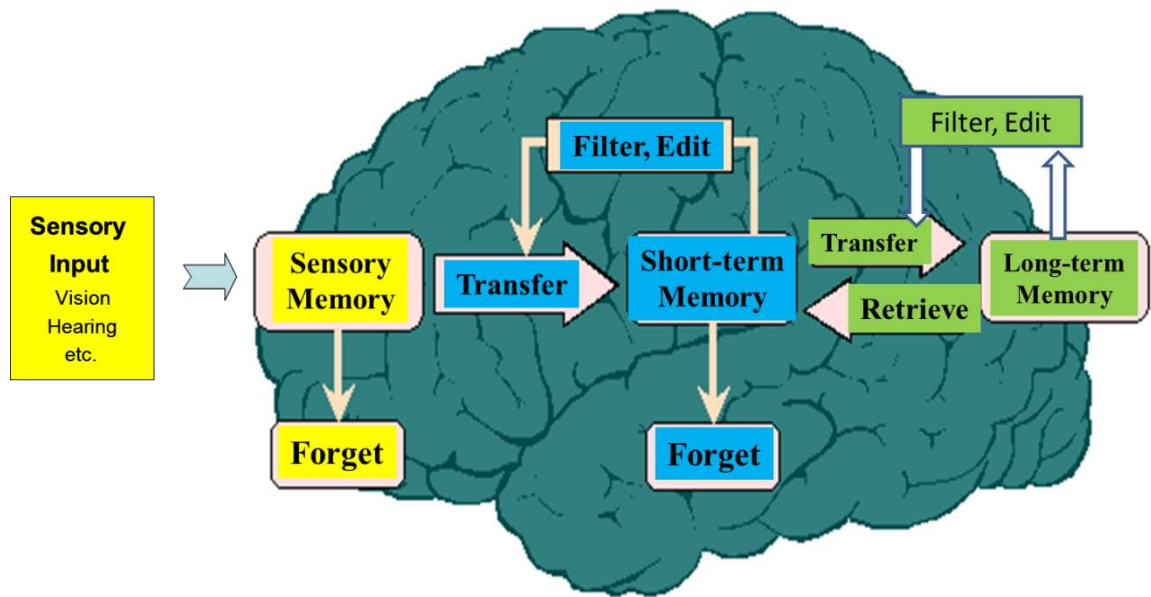 Sensory
Input
Vision
Hearing
etc.
Sensory
Memory
Forget
Transfer
Filter, Edit
Short-term
Memory
Forget
Transfer
Retrieve
Filter, Edit
Long-term
Memory